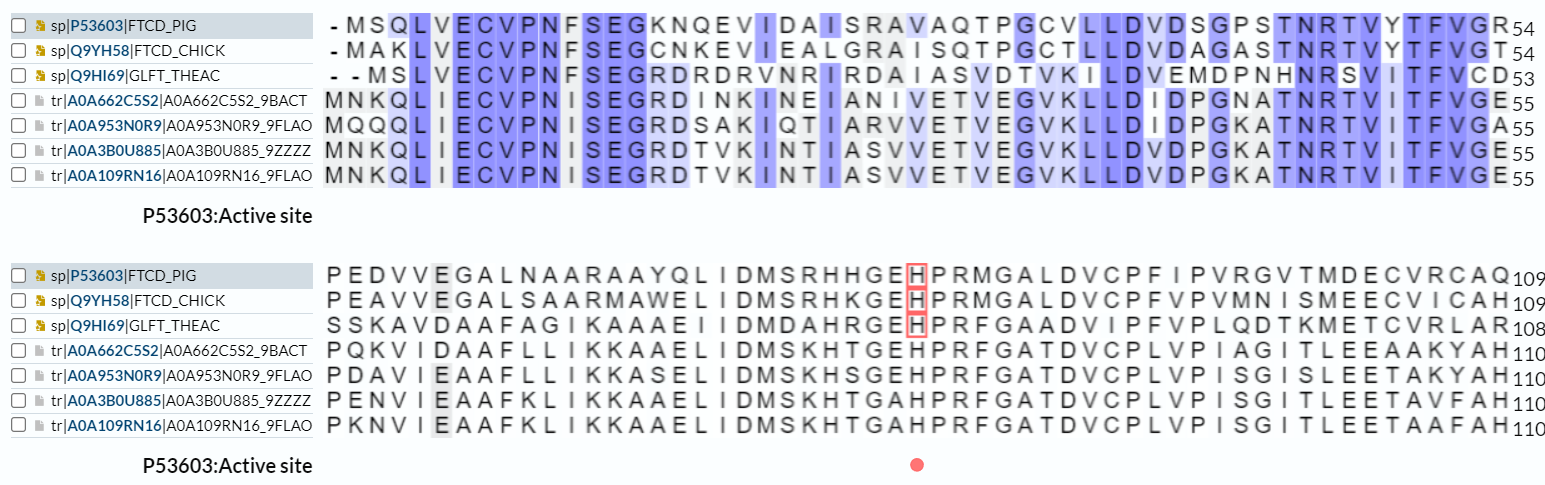 sp|P53603|FTCD_PIG -MSQLVECVPNFSEGKNQEVIDAISRAVAQTPGCVLLDVDSGPSTNRTVYTFVGR 54
sp|Q9YH58|FTCD_CHICK -MAKLVECVPNFSEGCNKEVIEALGRAISQTPGCTLLDVDAGASTNRTVYTFVGT 54
sp|Q9HI69|GLFT_THEAC --MSLVECVPNFSEGRDRDRVNRIRDAIASVDTVKILDVEMDPNHNRSVITFVCD 53
tr|A0A662C5S2|A0A662C5S2_9BACT MNKQLIECVPNISEGRDINKINEIANIVETVEGVKLLDIDPGNATNRTVITFVGE 55
tr|A0A953N0R9|A0A953N0R9_9FLAO MQQQLIECVPNISEGRDSAKIQTIARVVETVEGVKLLDIDPGKATNRTVITFVGA 55
tr|A0A3B0U885|A0A3B0U885_9ZZZZ MNKQLIECVPNISEGRDTVKINTIASVVETVEGVKLLDVDPGKATNRTVITFVGE 55
tr|A0A109RN16|A0A109RN16_9FLAO MNKQLIECVPNISEGRDTVKINTIASVVETVEGVKLLDVDPGKATNRTVITFVGE 55
P53603:Active site
sp|P53603|FTCD_PIG PEDVVEGALNAARAAYQLIDMSRHHGEHPRMGALDVCPFIPVRGVTMDECVRCAQ 109
sp|Q9YH58|FTCD_CHICK PEAVVEGALSAARMAWELIDMSRHKGEHPRMGALDVCPFVPVMNISMEECVICAH 109
sp|Q9HI69|GLFT_THEAC SSKAVDAAFAGIKAAAEIIDMDAHRGEHPRFGAADVIPFVPLQDTKMETCVRLAR 108
tr|A0A662C5S2|A0A662C5S2_9BACT PQKVIDAAFLLIKKAAELIDMSKHTGEHPRFGATDVCPLVPIAGITLEEAAKYAH 110
tr|A0A953N0R9|A0A953N0R9_9FLAO PDAVIEAAFLLIKKASELIDMSKHSGEHPRFGATDVCPLVPISGISLEETAKYAH 110
tr|A0A3B0U885|A0A3B0U885_9ZZZZ PENVIEAAFKLIKKAAELIDMSKHTGAHPRFGATDVCPLVPISGITLEETAVFAH 110
tr|A0A109RN16|A0A109RN16_9FLAO PKNVIEAAFKLIKKAAELIDMSKHTGAHPRFGATDVCPLVPISGITLEETAAFAH 110
P53603:Active site